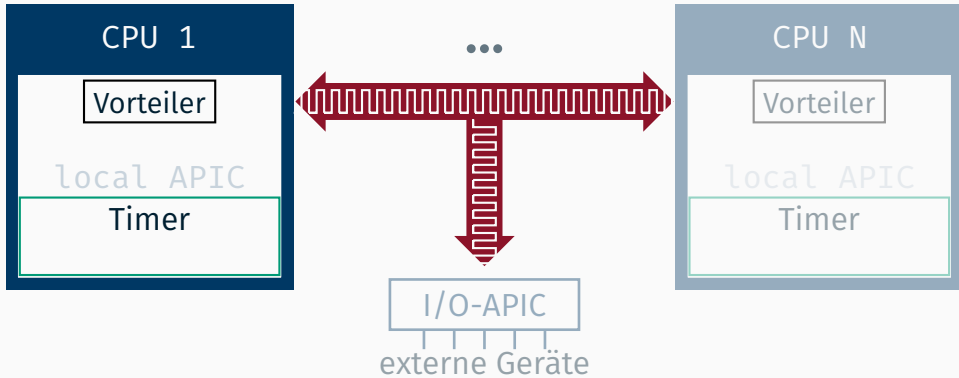 CPU 1
...
CPU N
Vorteiler
Vorteiler
local APIC
local APIC
Timer
Timer
I/O-APIC
externe Geräte